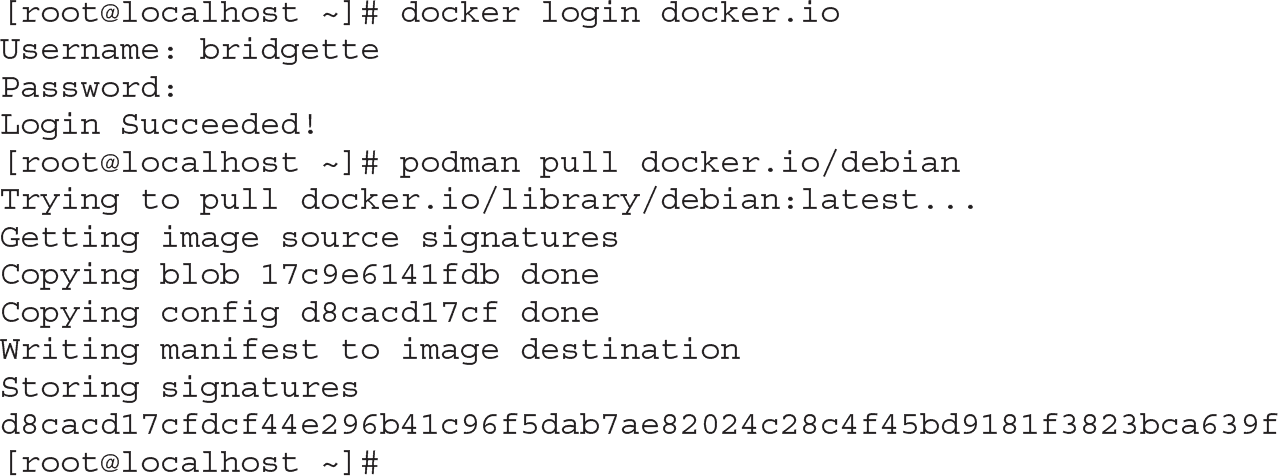 [root@localhost ~]# docker login docker.io
Username: bridgette
Password:
Login Succeeded!
[root@localhost ~]# podman pull docker.io/debian
Trying to pull docker.io/library/debian:latest...
Getting image source signatures
Copying blob 17c9e6141fdb done
Copying config d8cacd17cf done
Writing manifest to image destination
Storing signatures
d8cacd17cfdcf44e296b41c96f5dab7ae82024c28c4f45bd9181f3823bca639f
[root@localhost ~]#